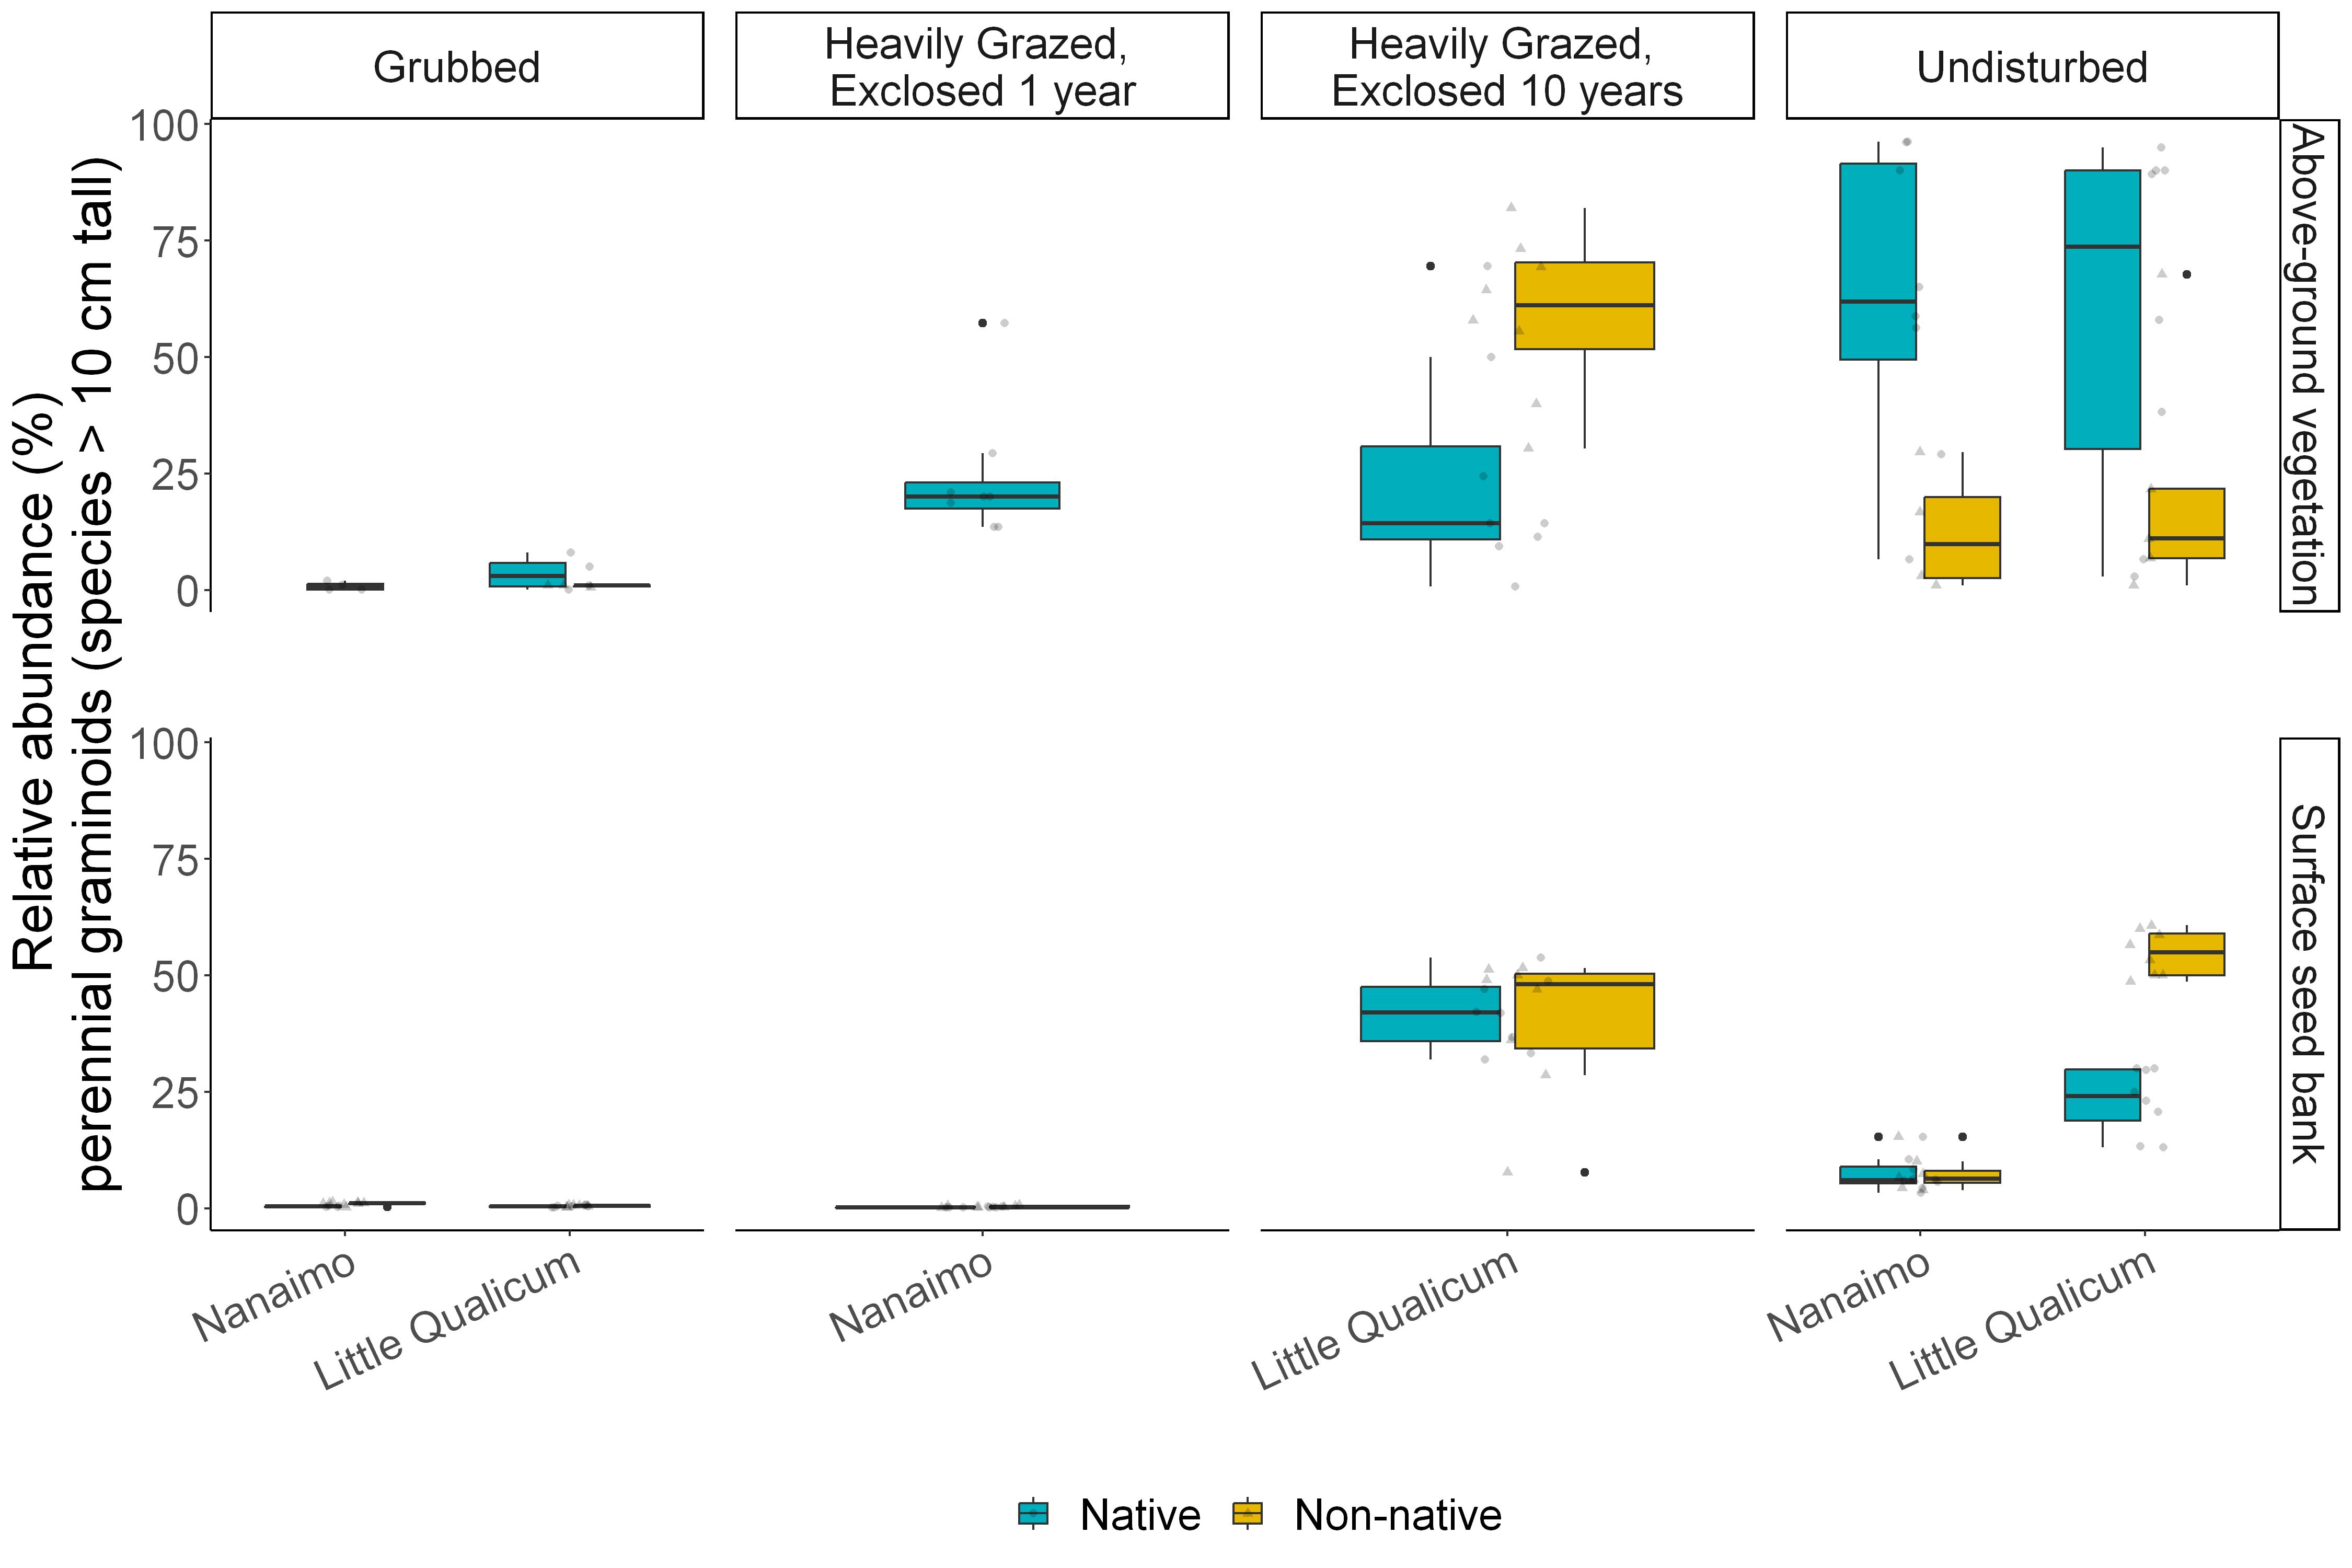 Grubbed
Heavily Grazed,
Exclosed 1 year
Heavily Grazed,
Exclosed 10 years
Undisturbed
Relative abundance (%)
perennial graminoids (species > 10 cm tall)
100
75
50
25
0
Above-ground vegetation
100
75
50
25
0
Surface seed bank
Nanaimo
Little Qualicum
Nanaimo
Little Qualicum
Nanaimo
Little Qualicum
Native
Non-native